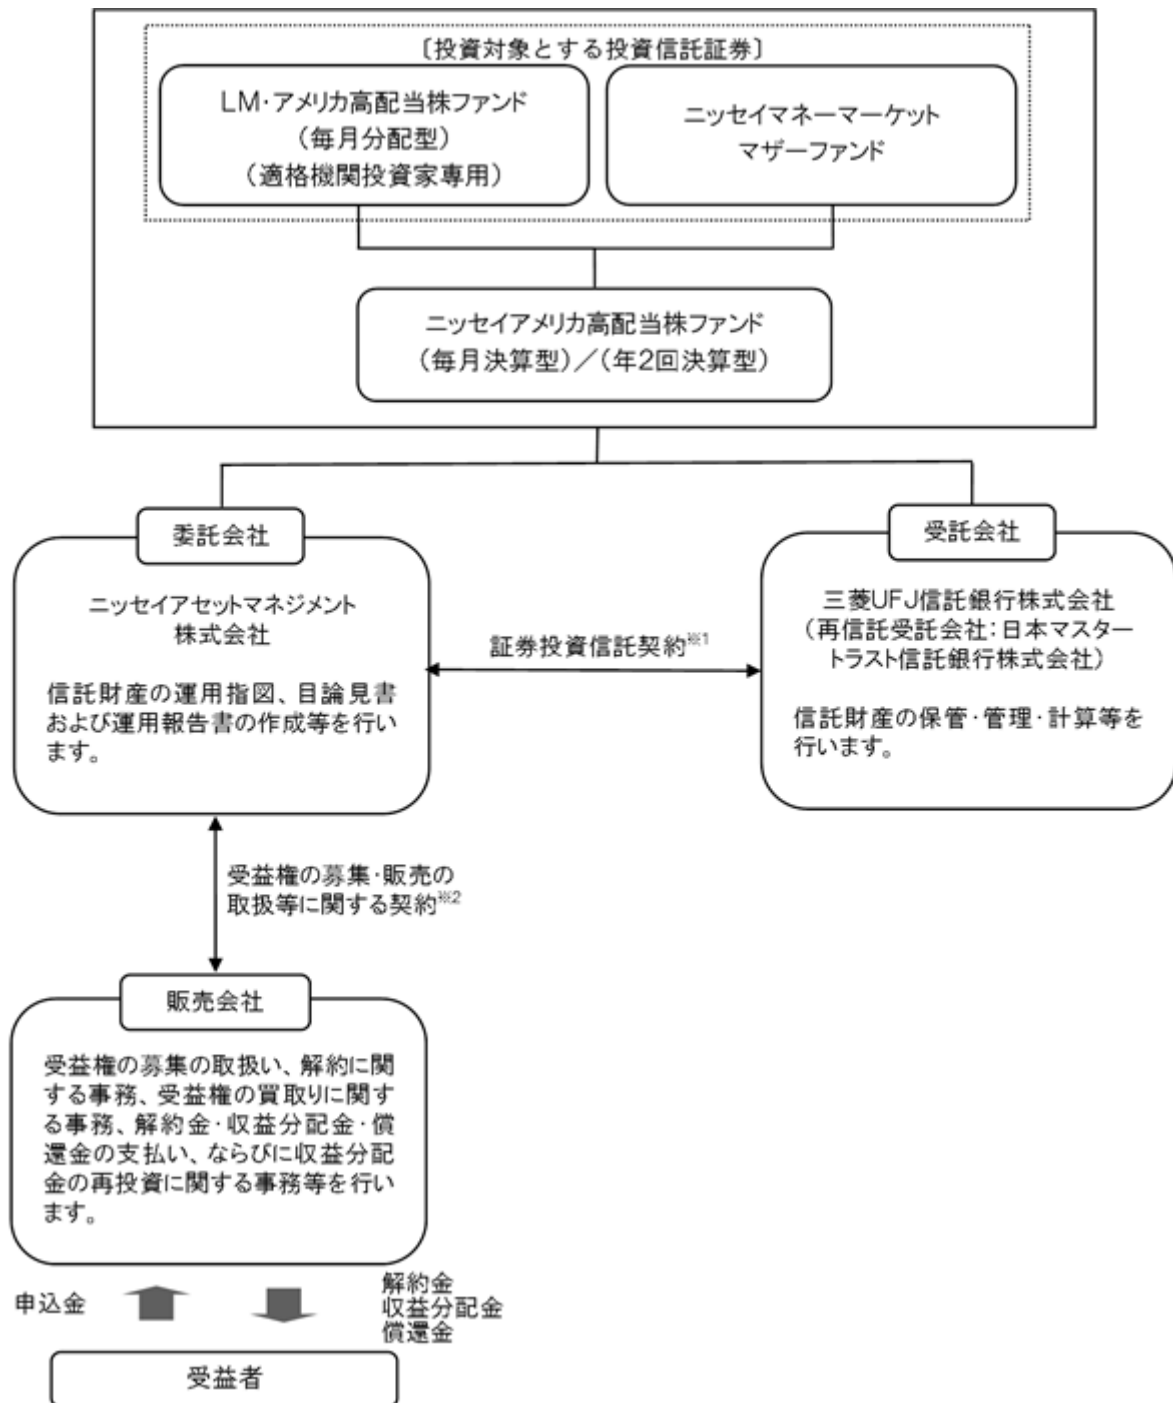 〔投資対象とする投資信託証券〕
LM・アメリカ高配当株ファンド
（毎月分配型）
（適格機関投資家専用）
ニッセイマネーマーケット
マザーファンド
ニッセイアメリカ高配当株ファンド
（毎月決算型）／（年2回決算型）
委託会社
ニッセイアセットマネジメント
株式会社
信託財産の運用指図、目論見書
および運用報告書の作成等を行い
ます。
証券投資信託契約※1
受託会社
三菱UFJ信託銀行株式会社
（再信託受託会社：日本マスター
トラスト信託銀行株式会社）
信託財産の保管・管理・計算等を
行います。
受益権の募集・販売の
取扱等に関する契約※2
販売会社
受益権の募集の取扱い、解約に関
する事務、受益権の買取りに関す
る事務、解約金・収益分配金・償
還金の支払い、ならびに収益分配
金の再投資に関する事務等を行い
ます。
申込金
解約金
収益分配金
償還金
受益者